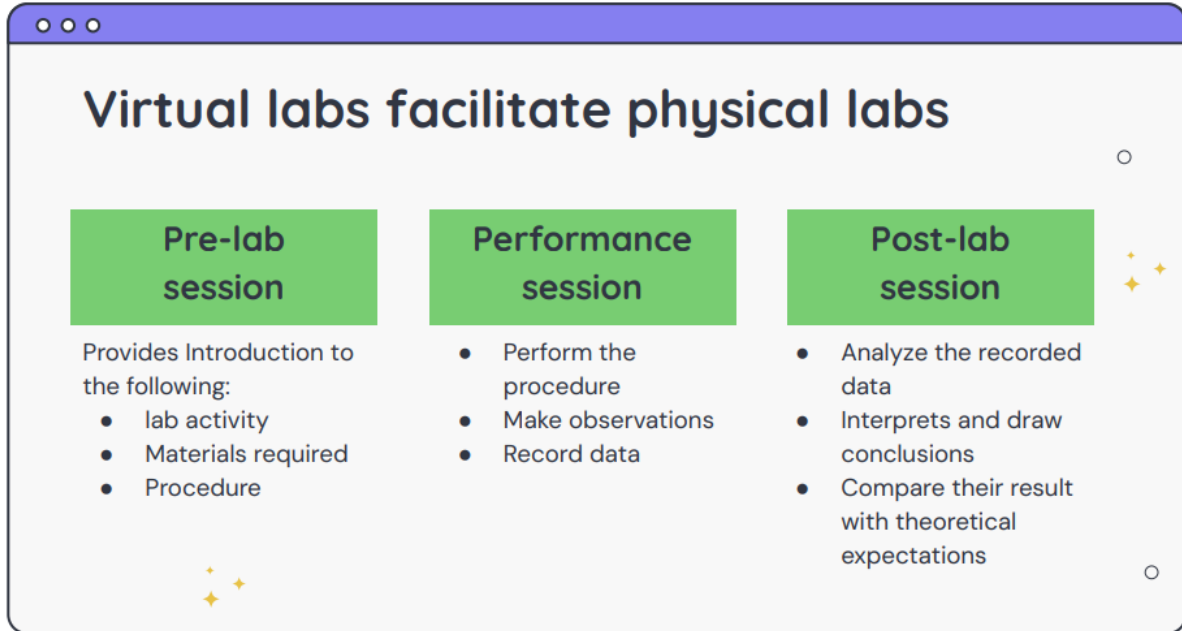 Virtual labs facilitate physical labs
Pre-lab
session
Provides Introduction to
the following:
● lab activity
● Materials required
● Procedure
Performance
session
● Perform the
procedure
● Make observations
● Record data
Post-lab
session
● Analyze the recorded
data
● Interprets and draw
conclusions
● Compare their result
with theoretical
expectations